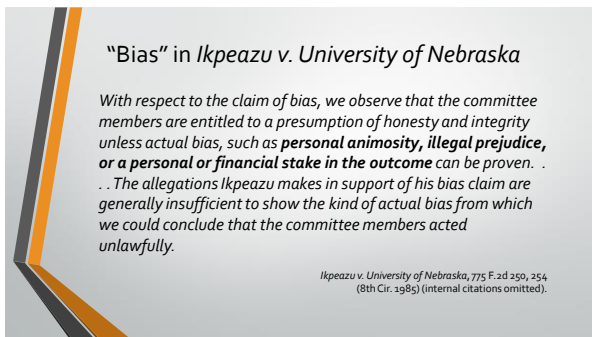 “Bias” in Ikpeazu v. University of Nebraska
With respect to the claim of bias, we observe that the committee
members are entitled to a presumption of honesty and integrity
unless actual bias, such as personal animosity, illegal prejudice,
or a personal or financial stake in the outcome can be proven. .
. . The allegations Ikpeazu makes in support of his bias claim are
generally insufficient to show the kind of actual bias from which
we could conclude that the committee members acted
unlawfully.
Ikpeazu v. University of Nebraska, 775 F.2d 250, 254
(8th Cir. 1985) (internal citations omitted).